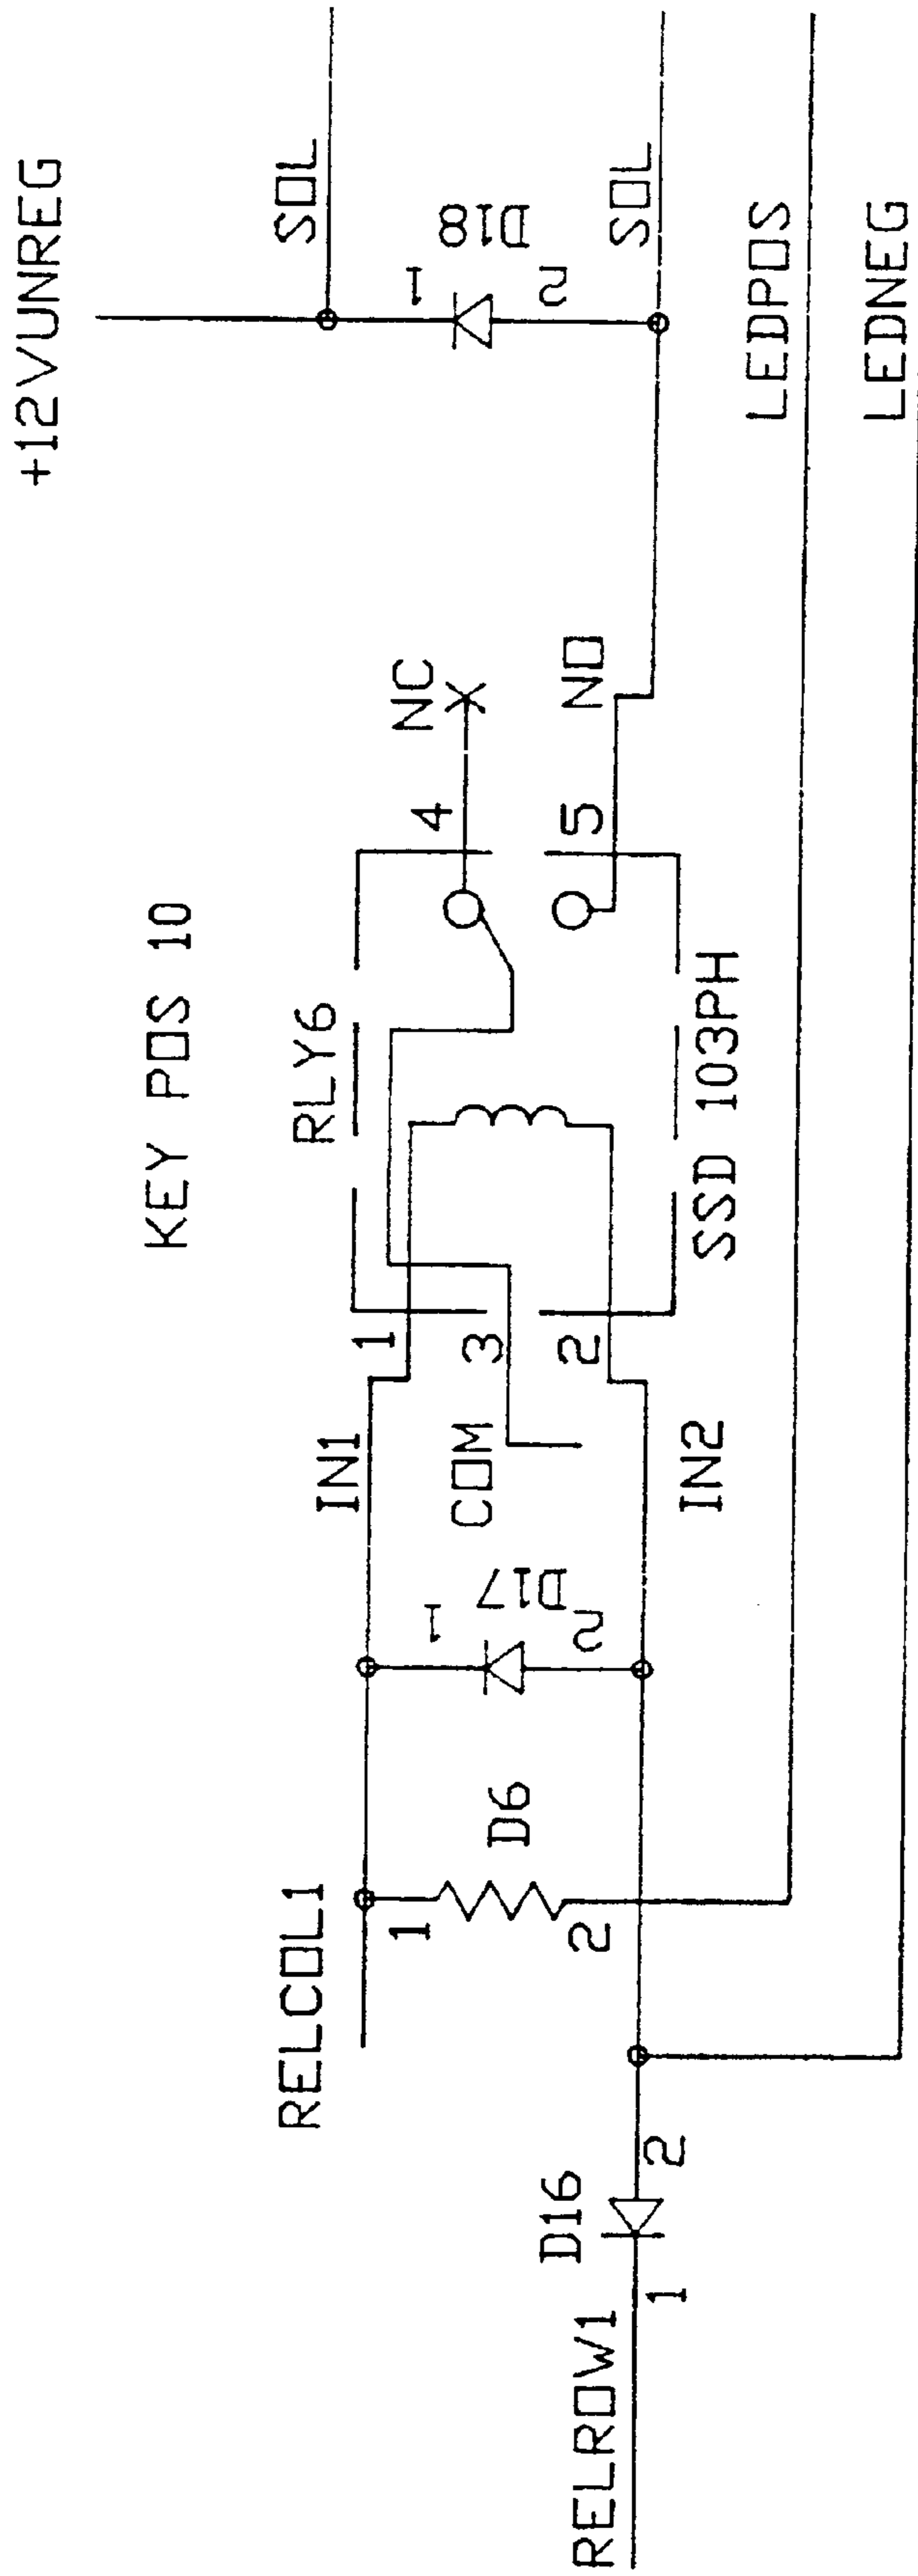 +12VUNREG
KEY POS 10
SOL
NC
RLY6
4
1
D18
2
SOL
NO
5
SSD 103PH
IN1
1
3
COM
2
IN2
D17
1
2
RELCOL1
1
D6
2
LEDPOS
LEDNEG
D16
2
1
RELROW1